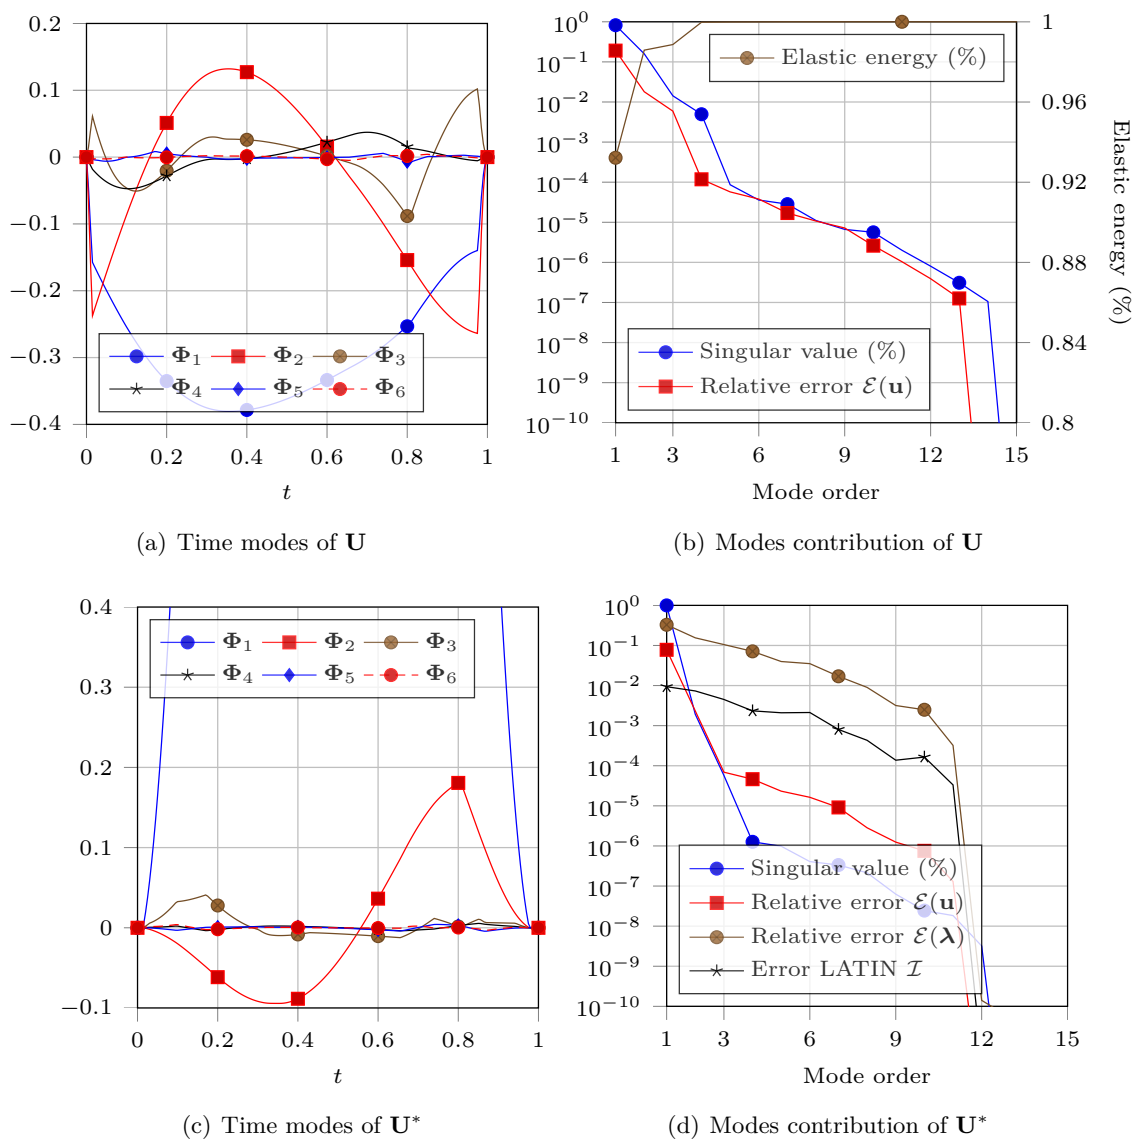 0.2
0.1
0
−0.1
−0.2
−0.3
−0.4
Φ1 Φ2 Φ3
Φ4 Φ5 Φ6
0 0.2 0.4 0.6 0.8 1
t
(a) Time modes of U
10^0
10^−1
10^−2
10^−3
10^−4
10^−5
10^−6
10^−7
10^−8
10^−9
10^−10
Elastic energy (%)
Singular value (%)
Relative error ℰ(u)
1
0.96
0.92
0.88
0.84
0.8
Elastic energy (%)
1 3 6 9 12 15
Mode order
(b) Modes contribution of U
0.4
0.3
0.2
0.1
0
−0.1
Φ1 Φ2 Φ3
Φ4 Φ5 Φ6
0 0.2 0.4 0.6 0.8 1
t
(c) Time modes of U*
10^0
10^−1
10^−2
10^−3
10^−4
10^−5
10^−6
10^−7
10^−8
10^−9
10^−10
Singular value (%)
Relative error ℰ(u)
Relative error ℰ(λ)
Error LATIN ℐ
1 3 6 9 12 15
Mode order
(d) Modes contribution of U*